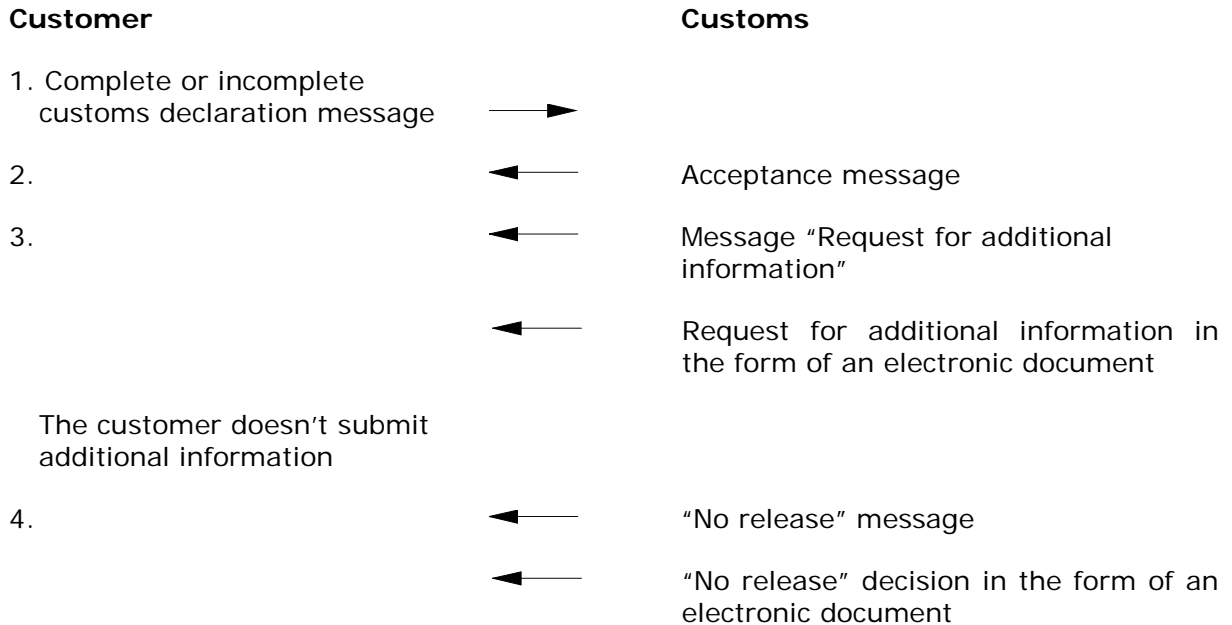 Customer Customs
1. Complete or incomplete
customs declaration message
2. Acceptance message
3. Message “Request for additional
information”
Request for additional information in
the form of an electronic document
The customer doesn’t submit
additional information
4. “No release” message
“No release” decision in the form of an
electronic document